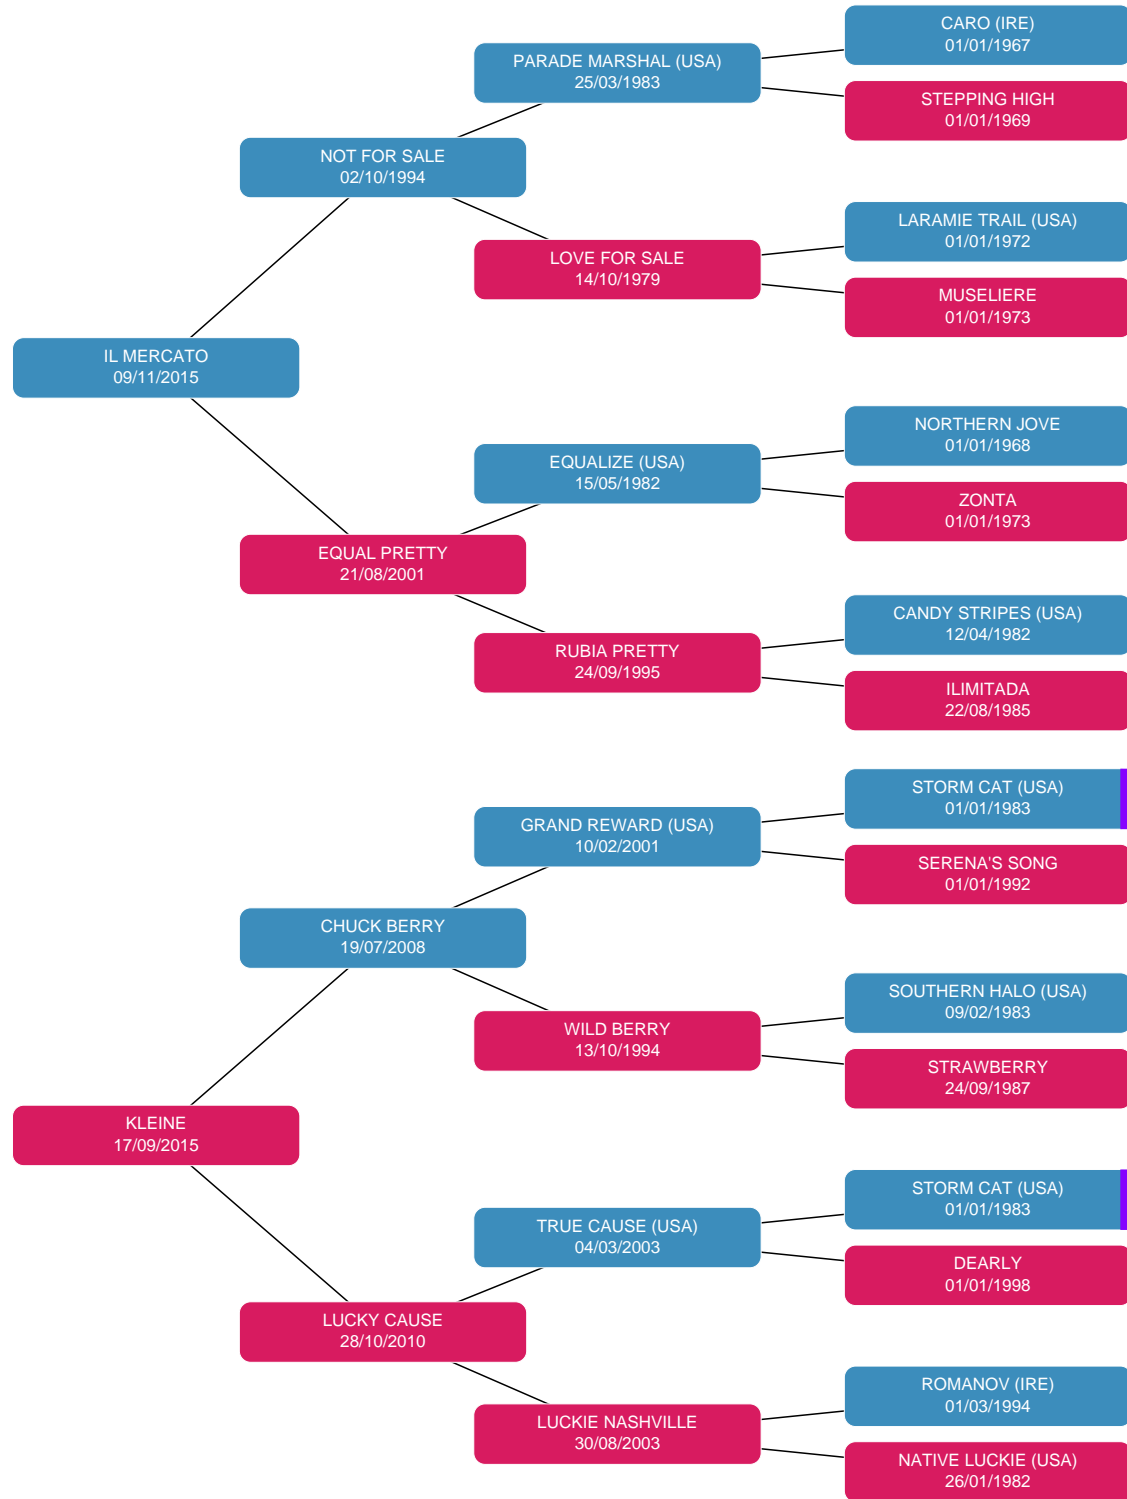 CARO (IRE)
01/01/1967
PARADE MARSHAL (USA)
25/03/1983
STEPPING HIGH
01/01/1969
NOT FOR SALE
02/10/1994
LARAMIE TRAIL (USA)
01/01/1972
LOVE FOR SALE
14/10/1979
MUSELIERE
01/01/1973
IL MERCATO
09/11/2015
NORTHERN JOVE
01/01/1968
EQUALIZE (USA)
15/05/1982
ZONTA
01/01/1973
EQUAL PRETTY
21/08/2001
CANDY STRIPES (USA)
12/04/1982
RUBIA PRETTY
24/09/1995
ILIMITADA
22/08/1985
STORM CAT (USA)
01/01/1983
GRAND REWARD (USA)
10/02/2001
SERENA'S SONG
01/01/1992
CHUCK BERRY
19/07/2008
SOUTHERN HALO (USA)
09/02/1983
WILD BERRY
13/10/1994
STRAWBERRY
24/09/1987
KLEINE
17/09/2015
STORM CAT (USA)
01/01/1983
TRUE CAUSE (USA)
04/03/2003
DEARLY
01/01/1998
LUCKY CAUSE
28/10/2010
ROMANOV (IRE)
01/03/1994
LUCKIE NASHVILLE
30/08/2003
NATIVE LUCKIE (USA)
26/01/1982